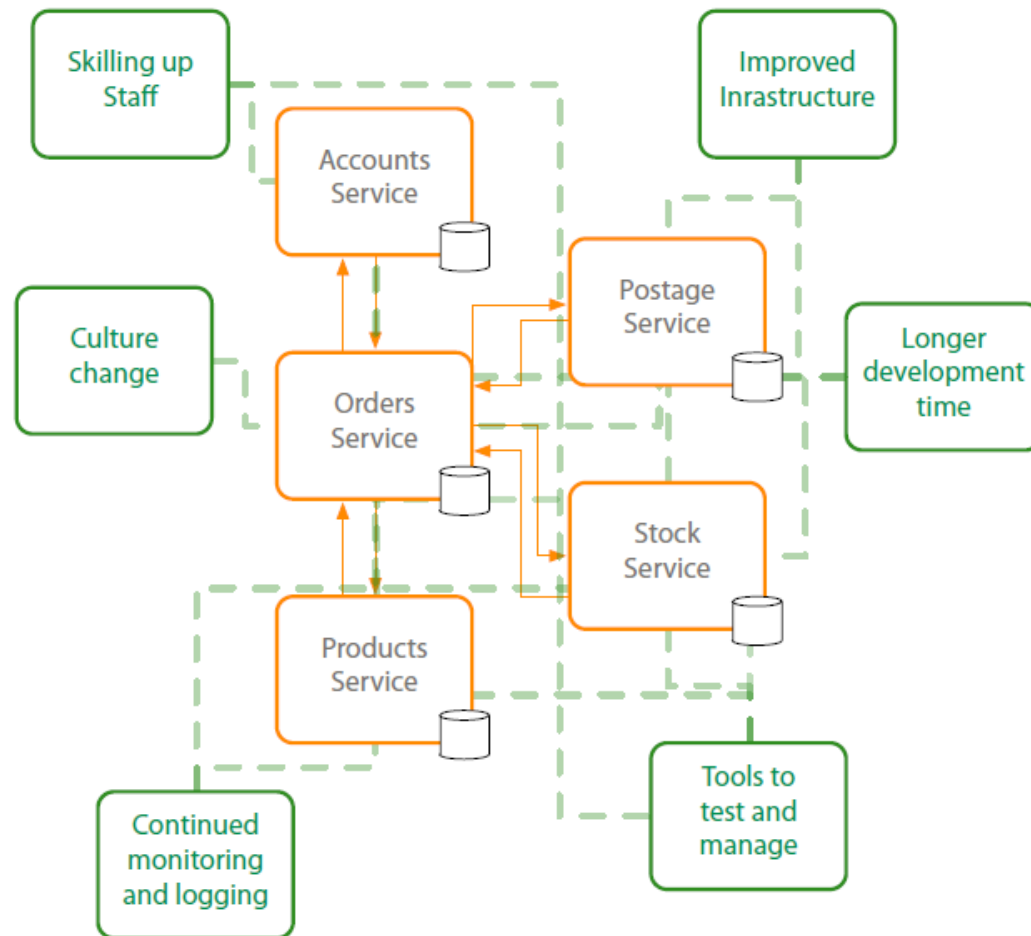 Skilling up
Staff
Improved
Inrastructure
Accounts
Service
Postage
Service
Culture
change
Longer
development
time
Orders
Service
Stock
Service
Products
Service
Tools to
test and
manage
Continued
monitoring
and logging